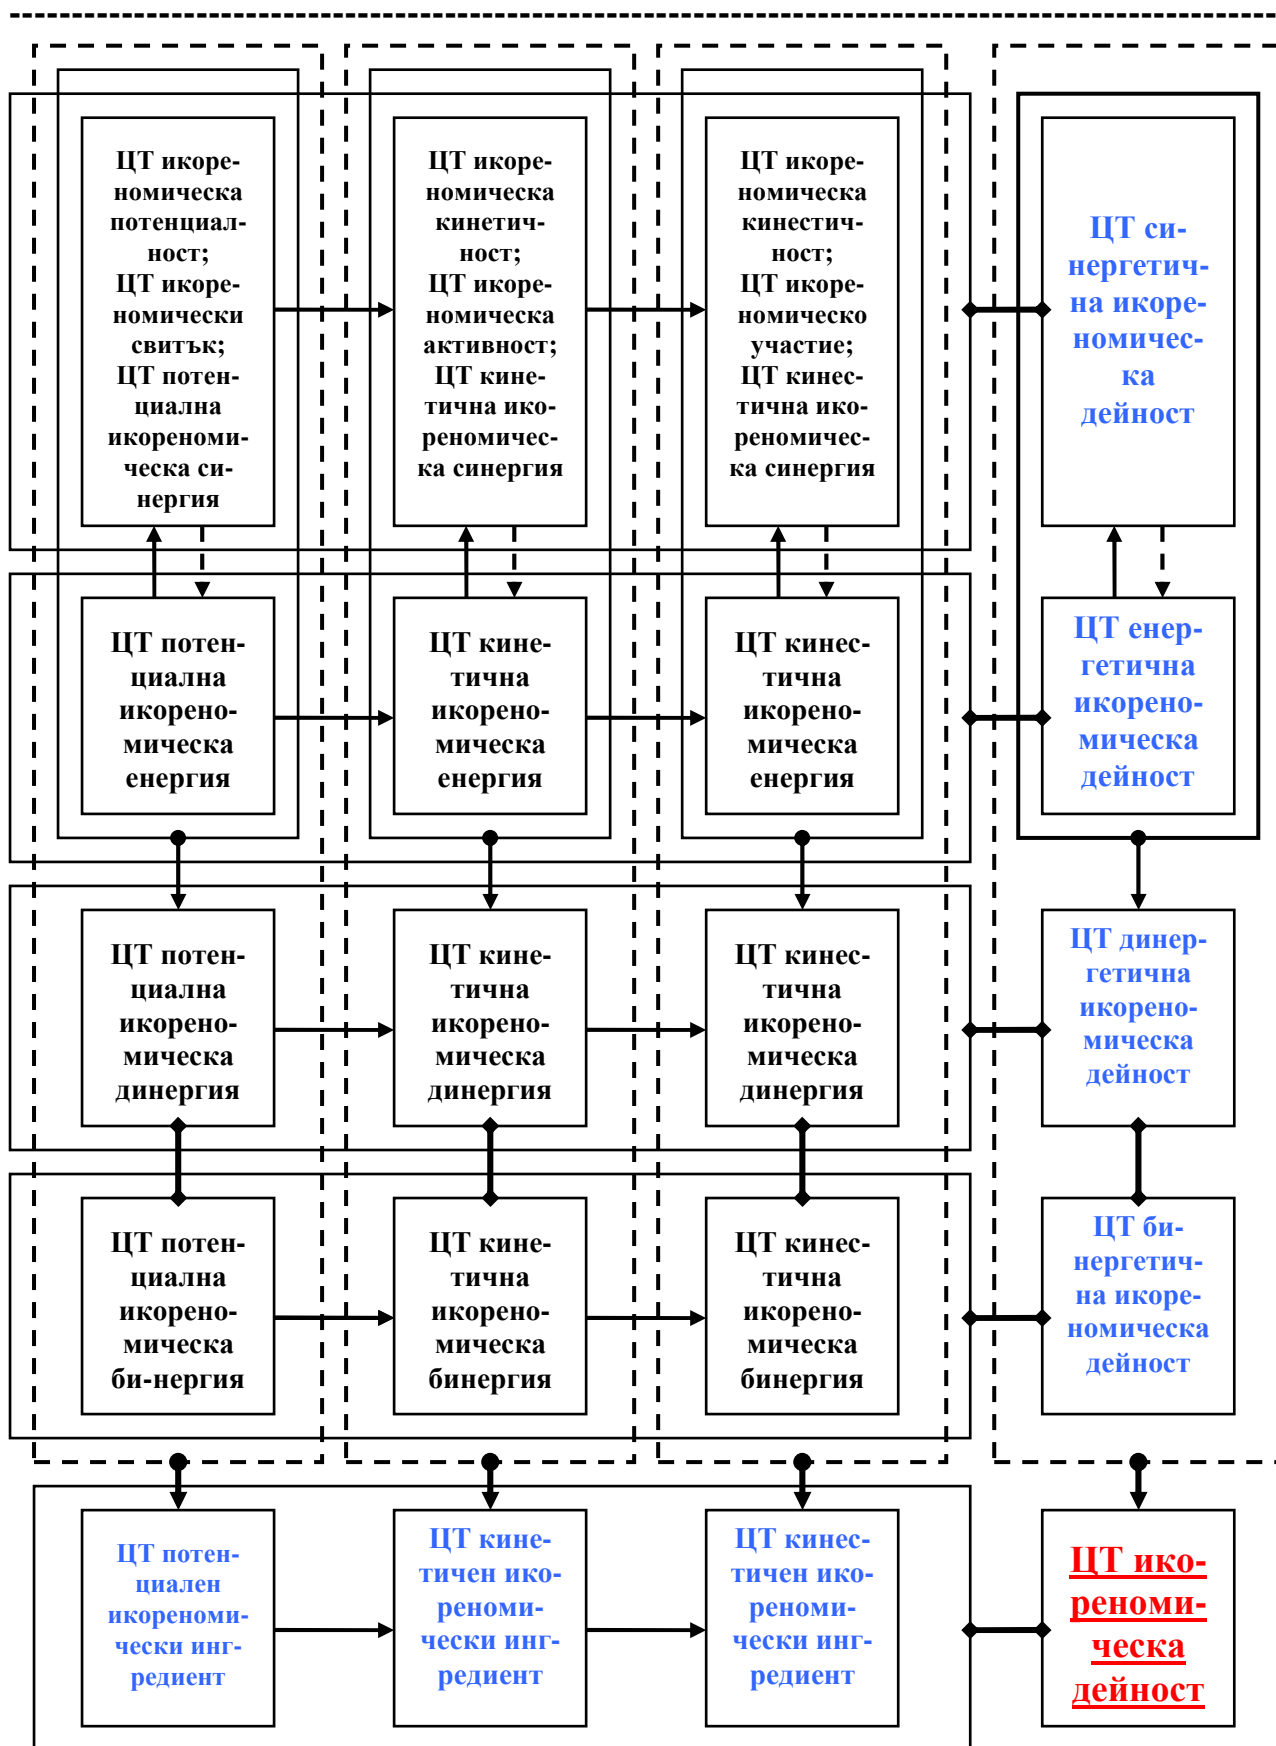 ЦТ икоре-
номическа
потенциал-
ност;
ЦТ икоре-
номически
свитък;
ЦТ потен-
циална
икореноми-
ческа си-
нергия
ЦТ икоре-
номическа
кинетич-
ност;
ЦТ икоре-
номическа
активност;
ЦТ кине-
тична ико-
реномичес-
ка синергия
ЦТ икоре-
номическа
кинестич-
ност;
ЦТ икоре-
номическо
участие;
ЦТ кинес-
тична ико-
реномичес-
ка синергия
ЦТ си-
нергетич-
на икоре-
номичес-
ка
дейност
ЦТ потен-
циална
икорено-
мическа
енергия
ЦТ кине-
тична
икорено-
мическа
енергия
ЦТ кинес-
тична
икорено-
мическа
енергия
ЦТ енер-
гетична
икорено-
мическа
дейност
ЦТ потен-
циална
икорено-
мическа
динергия
ЦТ кине-
тична
икорено-
мическа
динергия
ЦТ кинес-
тична
икорено-
мическа
динергия
ЦТ динер-
гетична
икорено-
мическа
дейност
ЦТ потен-
циална
икорено-
мическа
би-нергия
ЦТ кине-
тична
икорено-
мическа
бинергия
ЦТ кинес-
тична
икорено-
мическа
бинергия
ЦТ би-
нергетич-
на икоре-
номическа
дейност
ЦТ потен-
циален
икореноми-
чески инг-
редиент
ЦТ кине-
тичен ико-
реноми-
чески инг-
редиент
ЦТ кинес-
тичен ико-
реноми-
чески инг-
редиент
ЦТ ико-
реноми-
ческа
дейност